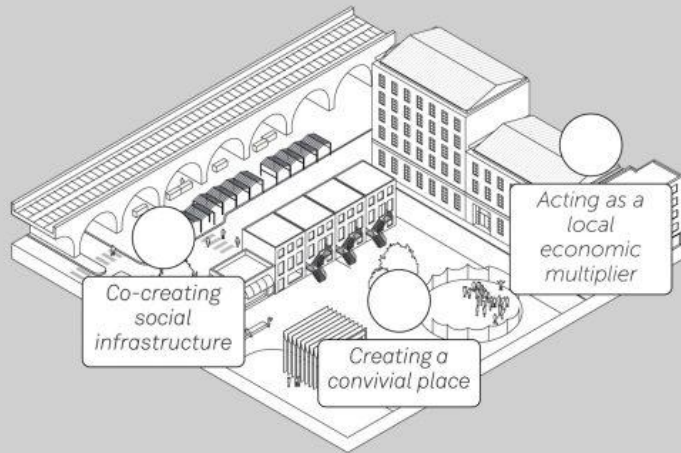 Co-creating
social
infrastructure
Creating a
convivial place
Acting as a
local
economic
multiplier